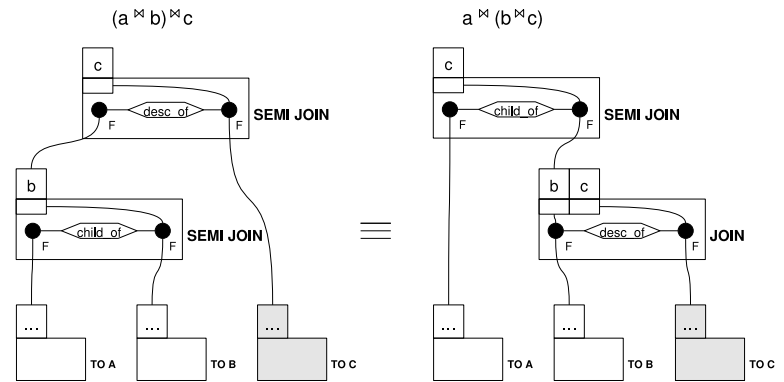 (a ⋈ b) ⋈ c
a ⋈ (b ⋈ c)
c
desc_of
F
F
SEMI JOIN
b
child_of
F
F
SEMI JOIN
...
TO A
...
TO B
...
TO C
≡
c
child_of
F
F
SEMI JOIN
b
c
desc_of
F
F
JOIN
...
TO A
...
TO B
...
TO C